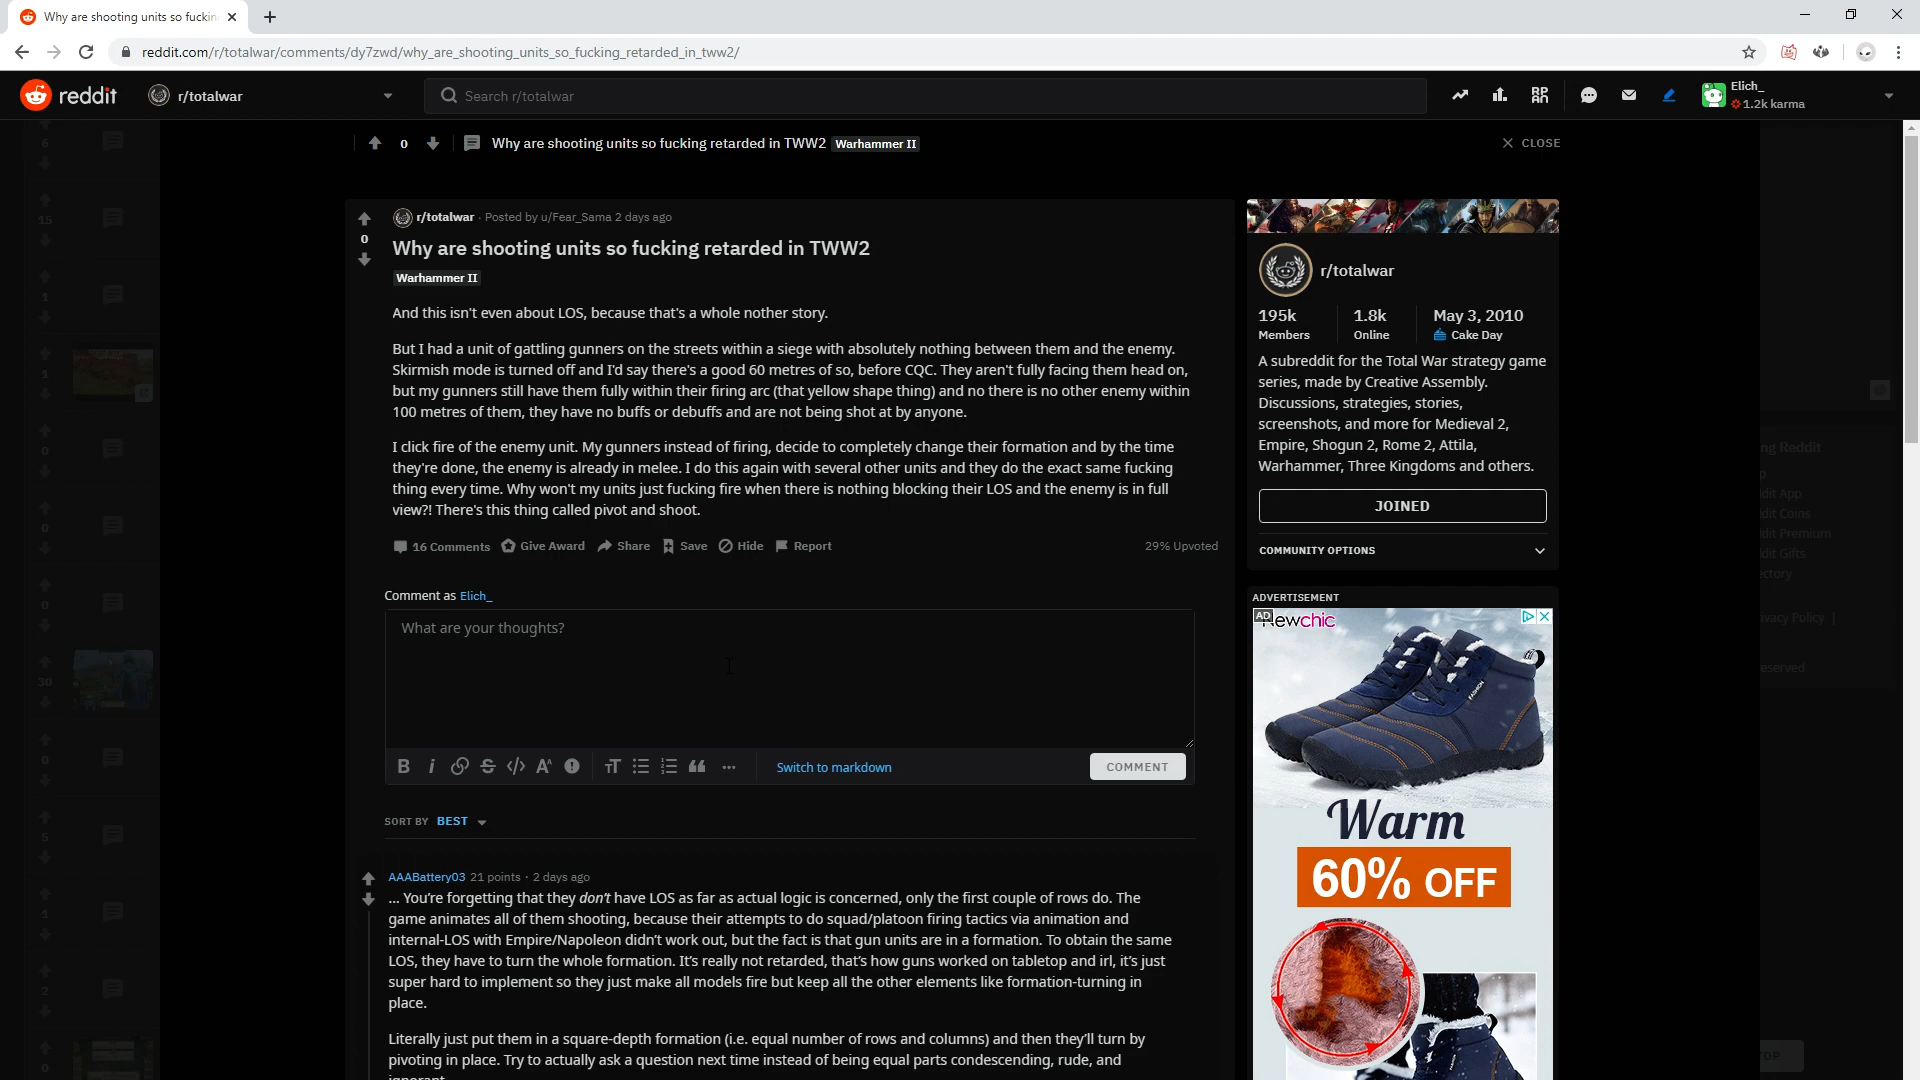 Why are shooting units so fuckin
reddit.com/r/totalwar/comments/dy7zwd/why_are_shooting_units_so_fucking_retarded_in_tww2/
reddit
r/totalwar
Search r/totalwar
Elich_
1.2k karma
0
Why are shooting units so fucking retarded in TWW2
Warhammer II
CLOSE
r/totalwar · Posted by u/Fear_Sama 2 days ago
0
Why are shooting units so fucking retarded in TWW2
Warhammer II
And this isn't even about LOS, because that's a whole nother story.
But I had a unit of gattling gunners on the streets within a siege with absolutely nothing between them and the enemy.
Skirmish mode is turned off and I'd say there's a good 60 metres of so, before CQC. They aren't fully facing them head on,
but my gunners still have them fully within their firing arc (that yellow shape thing) and no there is no other enemy within
100 metres of them, they have no buffs or debuffs and are not being shot at by anyone.
I click fire of the enemy unit. My gunners instead of firing, decide to completely change their formation and by the time
they're done, the enemy is already in melee. I do this again with several other units and they do the exact same fucking
thing every time. Why won't my units just fucking fire when there is nothing blocking their LOS and the enemy is in full
view?! There's this thing called pivot and shoot.
16 Comments
Give Award
Share
Save
Hide
Report
29% Upvoted
Comment as Elich_
What are your thoughts?
Switch to markdown
COMMENT
SORT BY BEST
AAABattery03 21 points · 2 days ago
... You're forgetting that they don't have LOS as far as actual logic is concerned, only the first couple of rows do. The
game animates all of them shooting, because their attempts to do squad/platoon firing tactics via animation and
internal-LOS with Empire/Napoleon didn't work out, but the fact is that gun units are in a formation. To obtain the same
LOS, they have to turn the whole formation. It's really not retarded, that's how guns worked on tabletop and irl, it's just
super hard to implement so they just make all models fire but keep all the other elements like formation-turning in
place.
Literally just put them in a square-depth formation (i.e. equal number of rows and columns) and then they'll turn by
pivoting in place. Try to actually ask a question next time instead of being equal parts condescending, rude, and
ignorant
r/totalwar
195k
Members
1.8k
Online
May 3, 2010
Cake Day
A subreddit for the Total War strategy game
series, made by Creative Assembly.
Discussions, strategies, stories,
screenshots, and more for Medieval 2,
Empire, Shogun 2, Rome 2, Attila,
Warhammer, Three Kingdoms and others.
JOINED
COMMUNITY OPTIONS
ADVERTISEMENT
AD
Newchic
FASHION
Warm
60% OFF